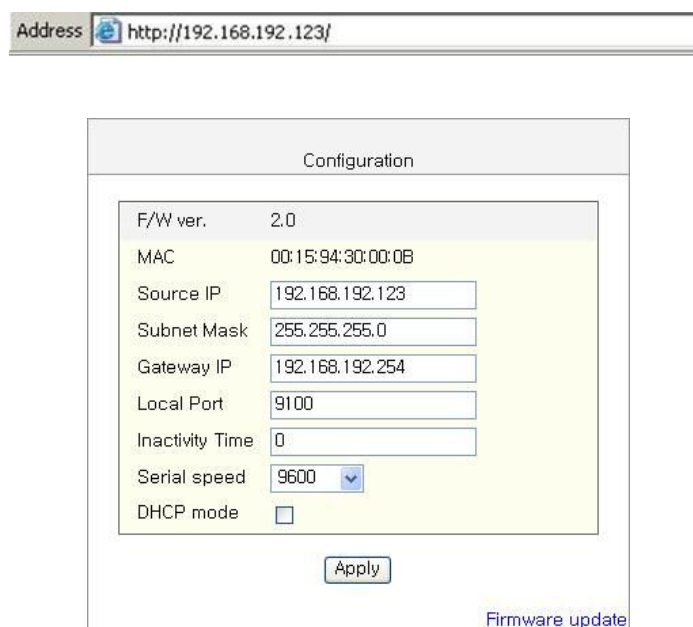 Address http://192.168.192.123/
Configuration
F/W ver. 2.0
MAC 00:15:94:30:00:0B
Source IP 192.168.192.123
Subnet Mask 255.255.255.0
Gateway IP 192.168.192.254
Local Port 9100
Inactivity Time 0
Serial speed 9600
DHCP mode
Apply
Firmware update